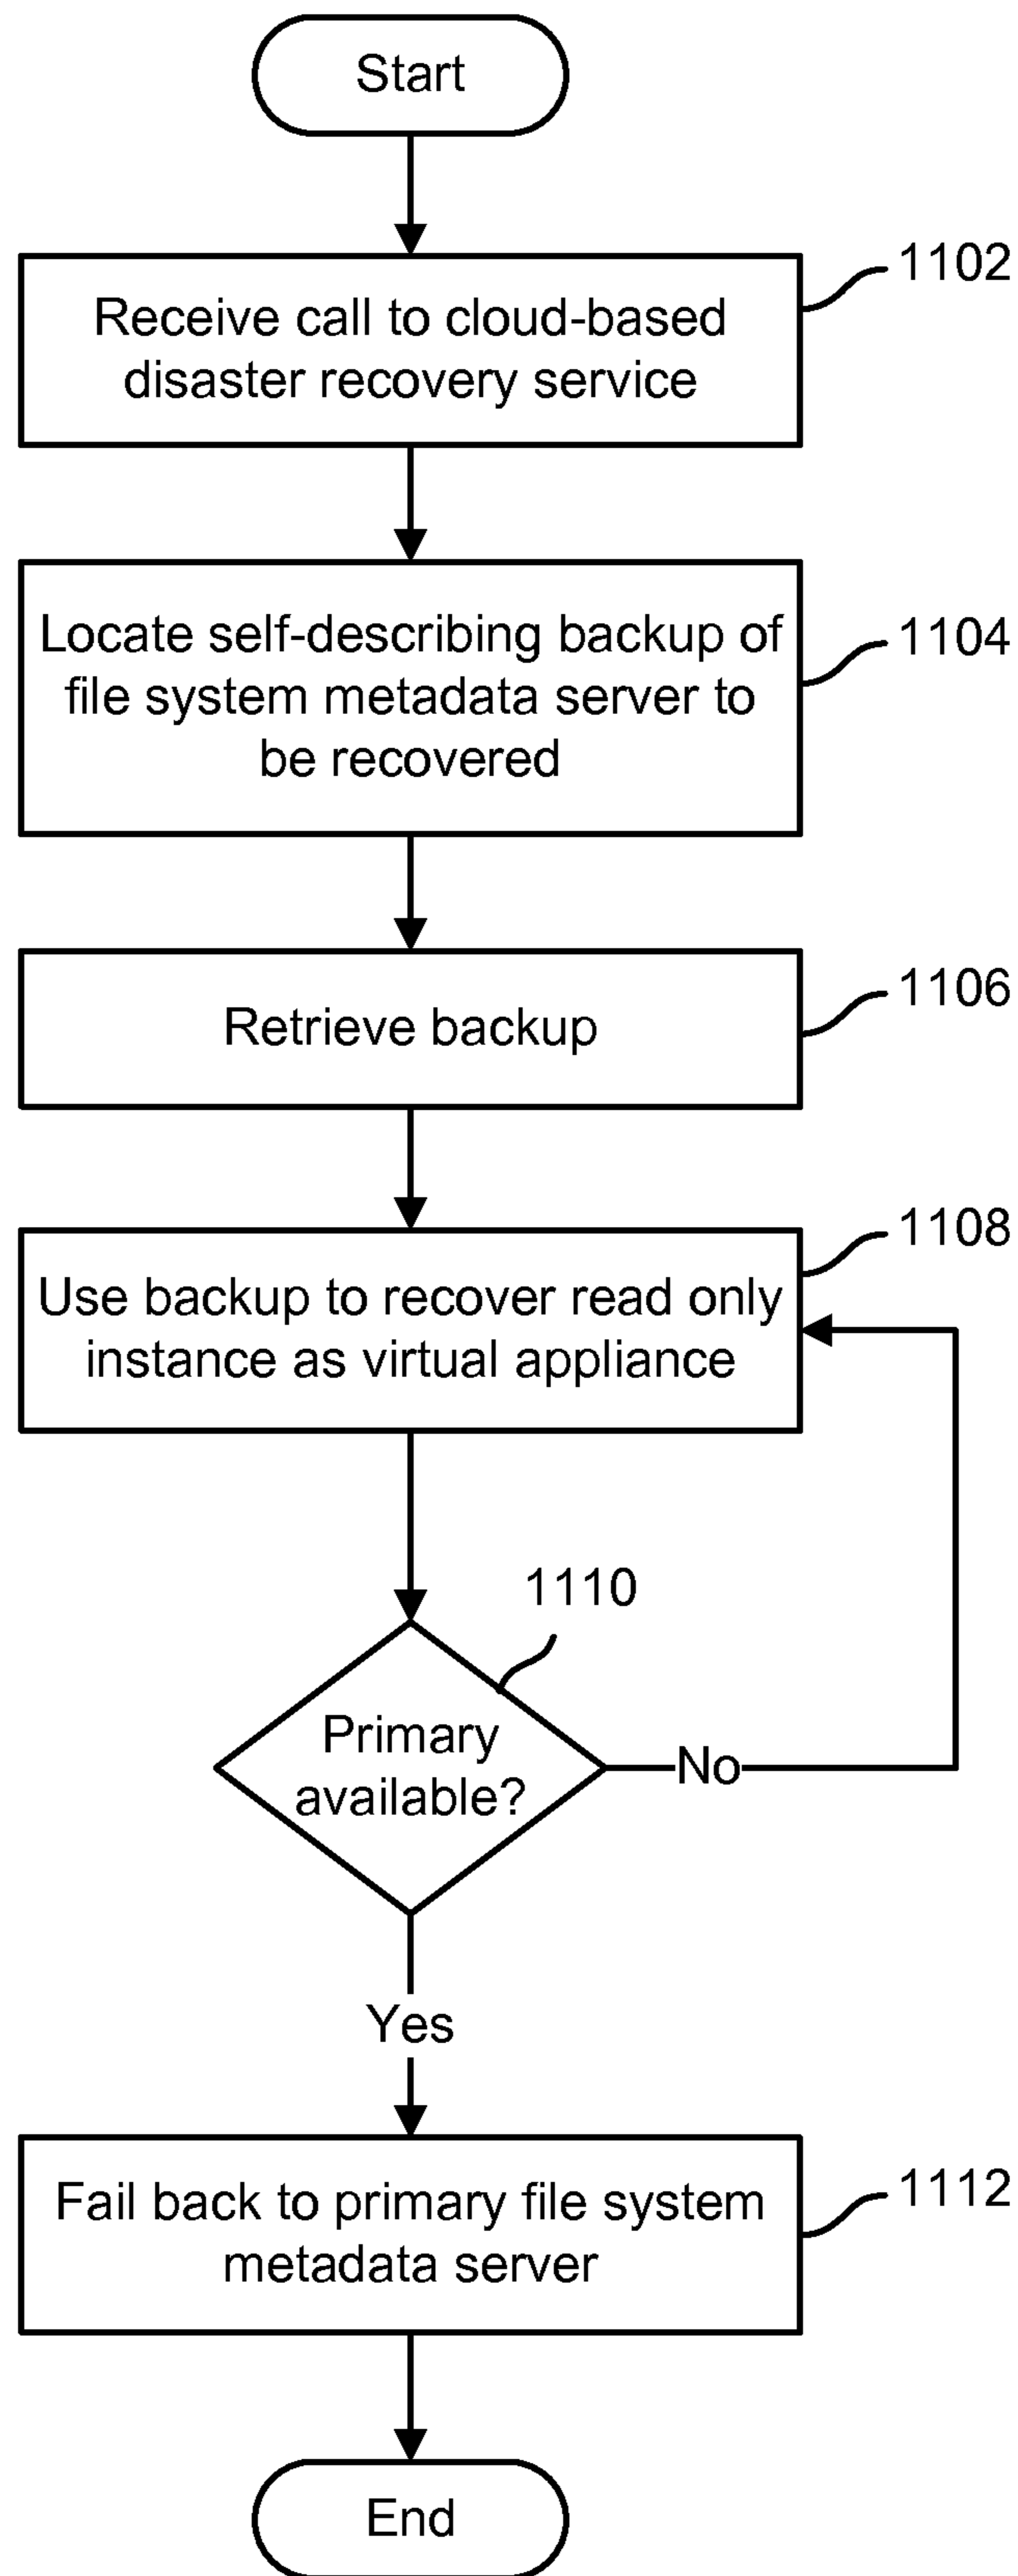 Start
1102
Receive call to cloud-based
disaster recovery service
1104
Locate self-describing backup of
file system metadata server to
be recovered
1106
Retrieve backup
1108
Use backup to recover read only
instance as virtual appliance
1110
Primary
available?
No
Yes
1112
Fail back to primary file system
metadata server
End